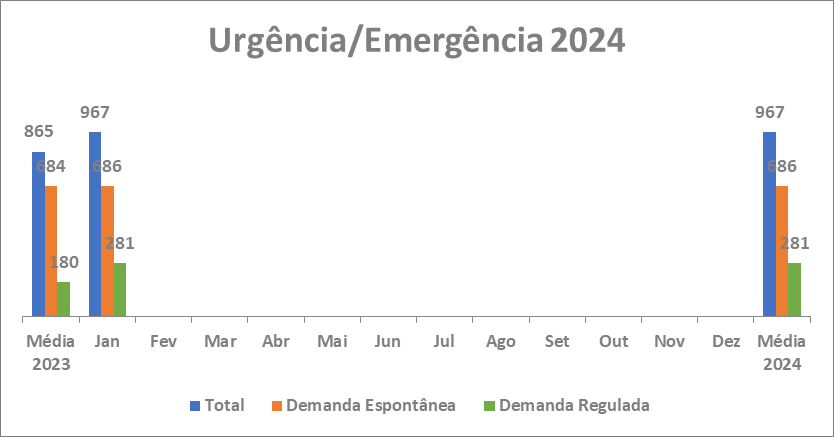 Urgência/Emergência 2024
865
684
180
967
686
281
967
686
281
Média 2023
Jan
Fev
Mar
Abr
Mai
Jun
Jul
Ago
Set
Out
Nov
Dez
Média 2024
Total
Demanda Espontânea
Demanda Regulada